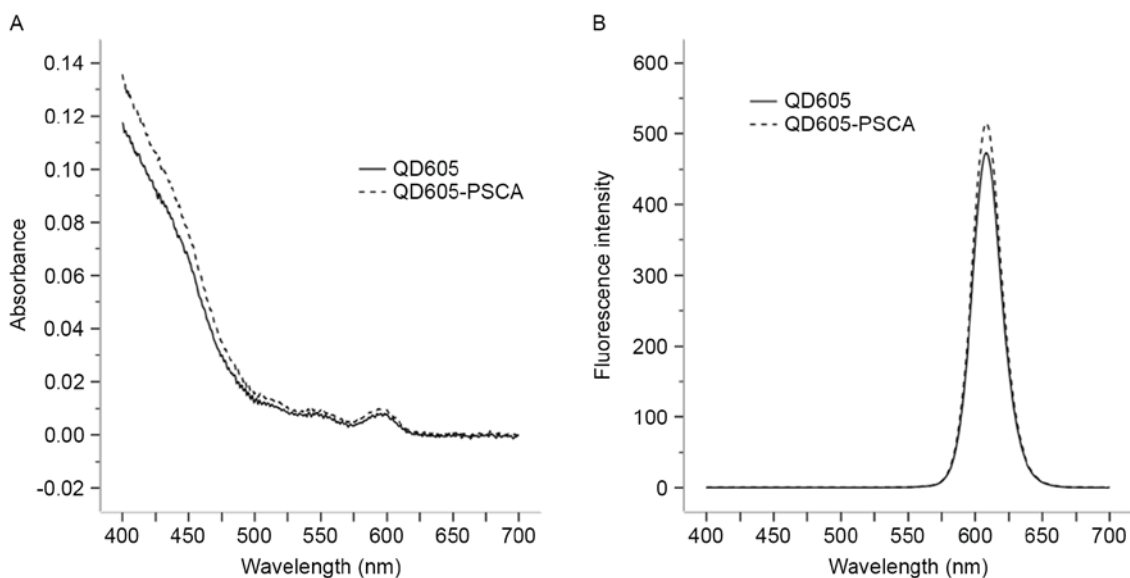 A
0.14
0.12
0.10
0.08
0.06
0.04
0.02
0.00
-0.02
Absorbance
QD605
QD605-PSCA
400 450 500 550 600 650 700
Wavelength (nm)
B
600
500
400
300
200
100
0
Fluorescence intensity
QD605
QD605-PSCA
400 450 500 550 600 650 700
Wavelength (nm)